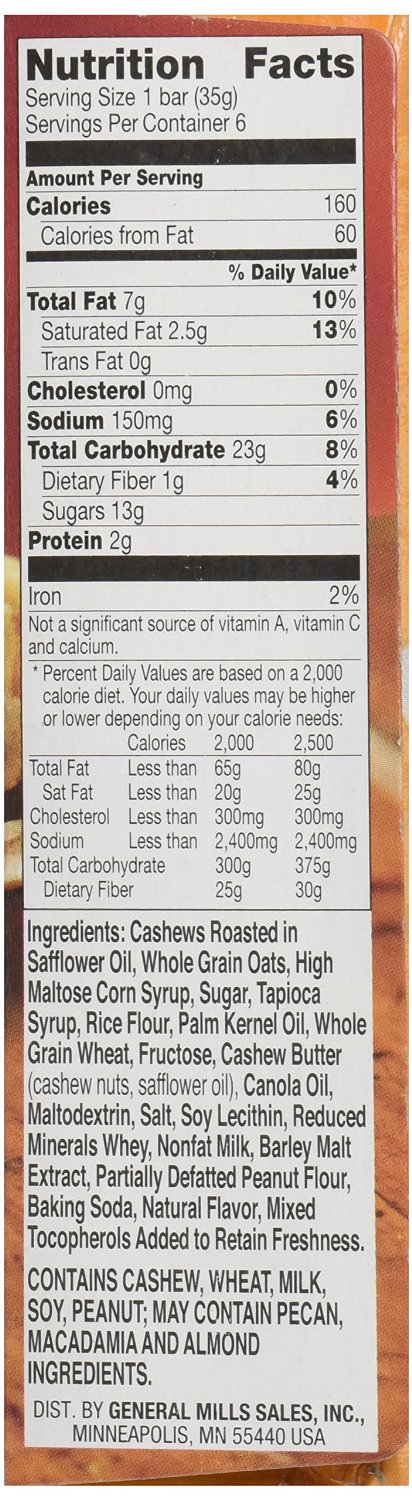 Nutrition Facts
Serving Size 1 bar (35g)
Servings Per Container 6
Amount Per Serving
Calories 160
Calories from Fat 60
% Daily Value*
Total Fat 7g 10%
Saturated Fat 2.5g 13%
Trans Fat 0g
Cholesterol 0mg 0%
Sodium 150mg 6%
Total Carbohydrate 23g 8%
Dietary Fiber 1g 4%
Sugars 13g
Protein 2g
Iron 2%
Not a significant source of vitamin A, vitamin C
and calcium.
* Percent Daily Values are based on a 2,000
calorie diet. Your daily values may be higher
or lower depending on your calorie needs:
Calories 2,000 2,500
Total Fat Less than 65g 80g
Sat Fat Less than 20g 25g
Cholesterol Less than 300mg 300mg
Sodium Less than 2,400mg 2,400mg
Total Carbohydrate 300g 375g
Dietary Fiber 25g 30g
Ingredients: Cashews Roasted in
Safflower Oil, Whole Grain Oats, High
Maltose Corn Syrup, Sugar, Tapioca
Syrup, Rice Flour, Palm Kernel Oil, Whole
Grain Wheat, Fructose, Cashew Butter
(cashew nuts, safflower oil), Canola Oil,
Maltodextrin, Salt, Soy Lecithin, Reduced
Minerals Whey, Nonfat Milk, Barley Malt
Extract, Partially Defatted Peanut Flour,
Baking Soda, Natural Flavor, Mixed
Tocopherols Added to Retain Freshness.
CONTAINS CASHEW, WHEAT, MILK,
SOY, PEANUT; MAY CONTAIN PECAN,
MACADAMIA AND ALMOND
INGREDIENTS.
DIST. BY GENERAL MILLS SALES, INC.,
MINNEAPOLIS, MN 55440 USA